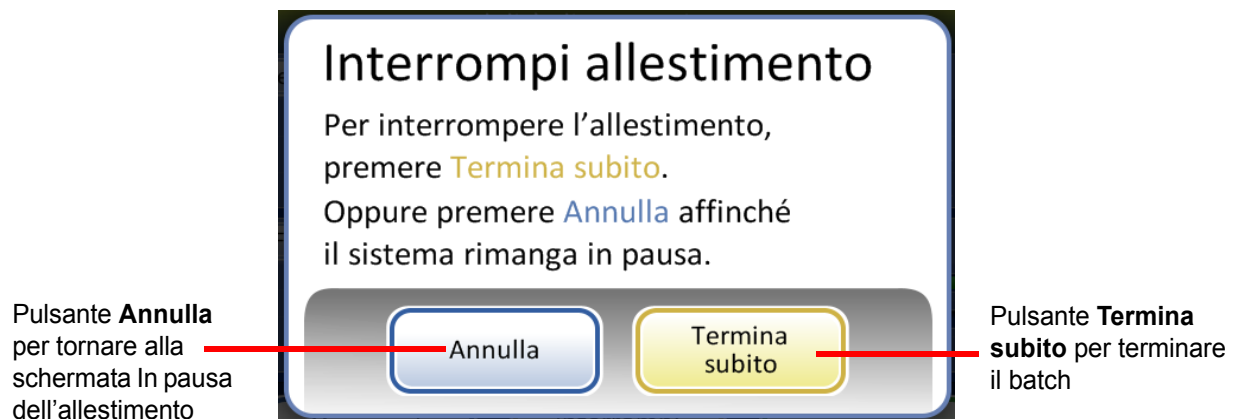 Interrompi allestimento
Per interrompere l'allestimento,
premere Termina subito.
Oppure premere Annulla affinché
il sistema rimanga in pausa.
Annulla
Termina
subito
Pulsante Annulla
per tornare alla
schermata In pausa
dell'allestimento
Pulsante Termina
subito per terminare
il batch